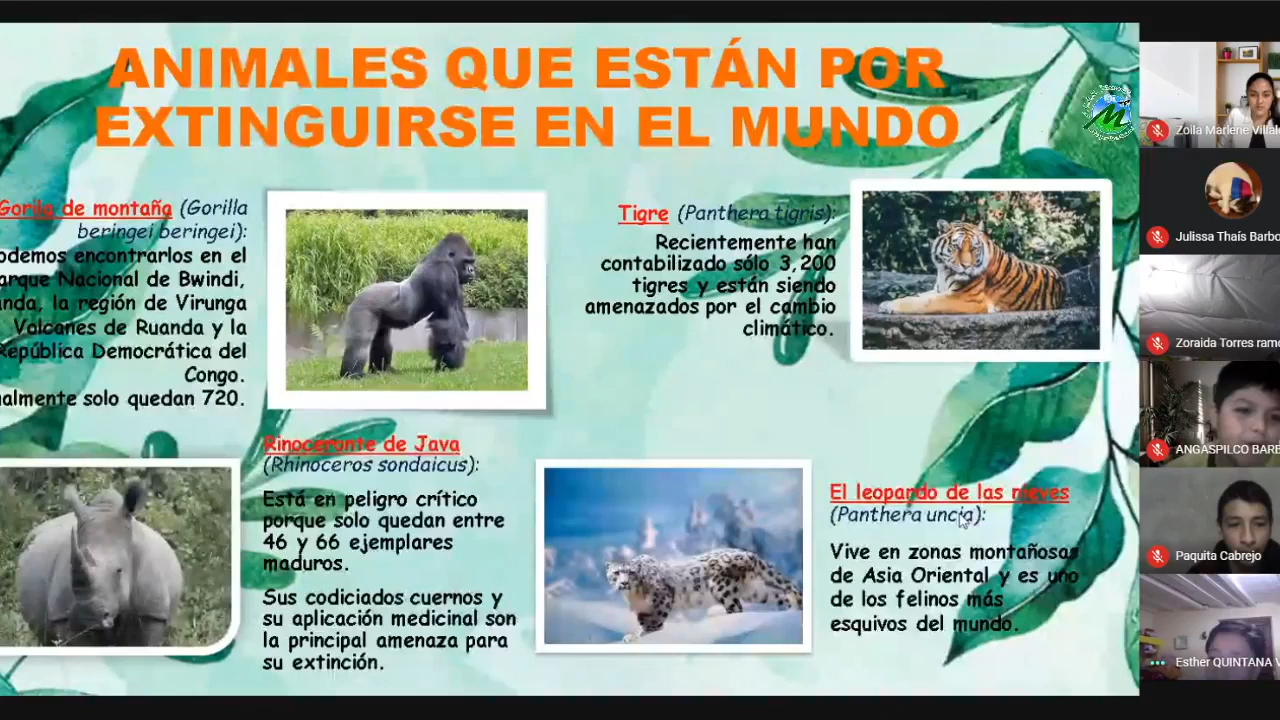 ANIMALES QUE ESTÁN POR
EXTINGUIRSE EN EL MUNDO
Gorila de montaña (Gorilla
beringei beringei):
odemos encontrarlos en el
arque Nacional de Bwindi,
anda, la región de Virunga
Volcanes de Ruanda y la
República Democrática del
Congo.
nalmente solo quedan 720.
Tigre (Panthera tigris):
Recientemente han
contabilizado sólo 3,200
tigres y están siendo
amenazados por el cambio
climático.
Rinoceronte de Java
(Rhinoceros sondaicus):
Está en peligro crítico
porque solo quedan entre
46 y 66 ejemplares
maduros.
Sus codiciados cuernos y
su aplicación medicinal son
la principal amenaza para
su extinción.
El leopardo de las nieves
(Panthera uncia):
Vive en zonas montañosas
de Asia Oriental y es uno
de los felinos más
esquivos del mundo.
Zoila Marlene Villal
Julissa Thaís Barbo
Zoraida Torres ramo
ANGASPILCO BARB
Paquita Cabrejo
Esther QUINTANA V